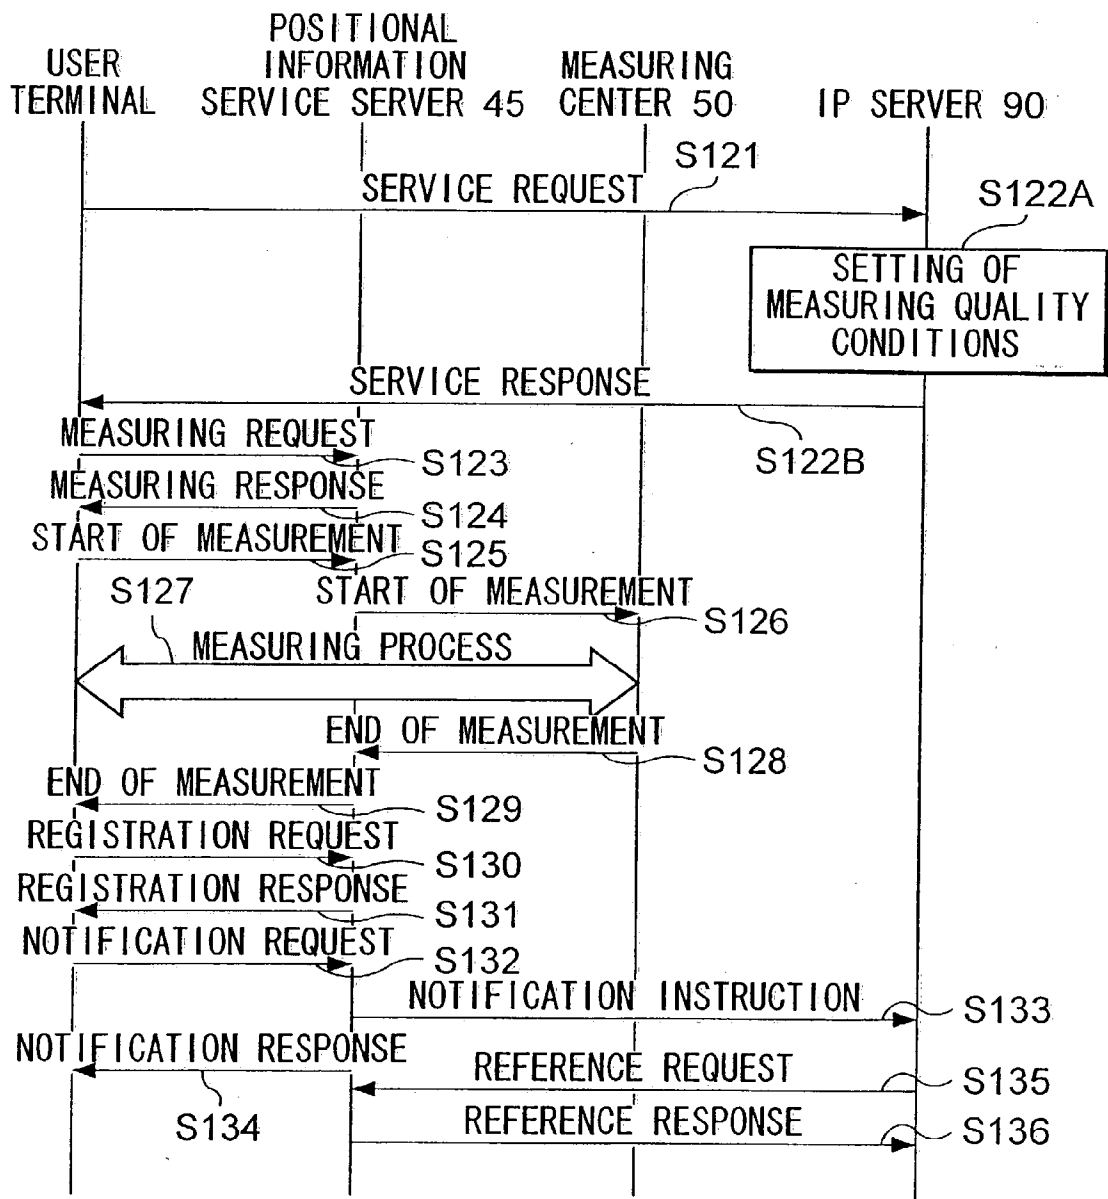 USER
TERMINAL
POSITIONAL
INFORMATION
SERVICE SERVER 45
MEASURING
CENTER 50
IP SERVER 90
S121
SERVICE REQUEST
S122A
SETTING OF
MEASURING QUALITY
CONDITIONS
SERVICE RESPONSE
S122B
MEASURING REQUEST
S123
MEASURING RESPONSE
S124
START OF MEASUREMENT
S125
S127
START OF MEASUREMENT
S126
MEASURING PROCESS
END OF MEASUREMENT
S128
END OF MEASUREMENT
S129
REGISTRATION REQUEST
S130
REGISTRATION RESPONSE
S131
NOTIFICATION REQUEST
S132
NOTIFICATION INSTRUCTION
S133
NOTIFICATION RESPONSE
S134
REFERENCE REQUEST
S135
REFERENCE RESPONSE
S136